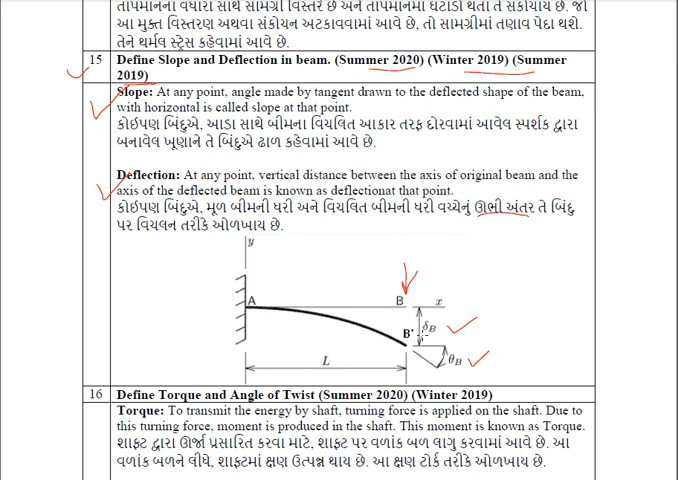 તાપમાનના વધારા સાથે સામગ્રી વિસ્તરે છે અને તાપમાનમાં ઘટાડો થતાં તે સંકોચાય છે. જો
આ મુક્ત વિસ્તરણ અથવા સંકોચન અટકાવવામાં આવે છે, તો સામગ્રીમાં તણાવ પેદા થશે.
તેને થર્મલ સ્ટ્રેસ કહેવામાં આવે છે.
15 Define Slope and Deflection in beam. (Summer 2020) (Winter 2019) (Summer
2019)
Slope: At any point, angle made by tangent drawn to the deflected shape of the beam,
with horizontal is called slope at that point.
કોઈપણ બિંદુએ, આડા સાથે બીમના વિચલિત આકાર તરફ દોરવામાં આવેલ સ્પર્શક દ્વારા
બનાવેલ ખૂણાને તે બિંદુએ ઢાળ કહેવામાં આવે છે.
Deflection: At any point, vertical distance between the axis of original beam and the
axis of the deflected beam is known as deflectionat that point.
કોઈપણ બિંદુએ, મૂળ બીમની ધરી અને વિચલિત બીમની ધરી વચ્ચેનું ઊભી અંતર તે બિંદુ
પર વિચલન તરીકે ઓળખાય છે.
y
A B x
B' δB
θB
L
16 Define Torque and Angle of Twist (Summer 2020) (Winter 2019)
Torque: To transmit the energy by shaft, turning force is applied on the shaft. Due to
this turning force, moment is produced in the shaft. This moment is known as Torque.
શાફ્ટ દ્વારા ઊર્જા પ્રસારિત કરવા માટે, શાફ્ટ પર વળાંક બળ લાગુ કરવામાં આવે છે. આ
વળાંક બળને લીધે, શાફ્ટમાં ક્ષણ ઉત્પન્ન થાય છે. આ ક્ષણ ટોર્ક તરીકે ઓળખાય છે.